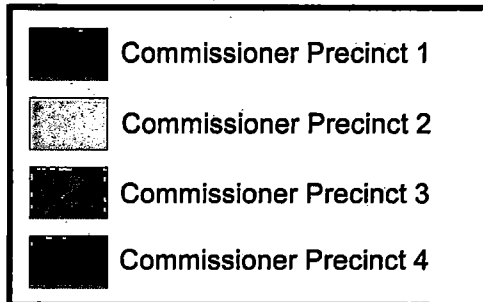 Commissioner Precinct 1
Commissioner Precinct 2
Commissioner Precinct 3
Commissioner Precinct 4